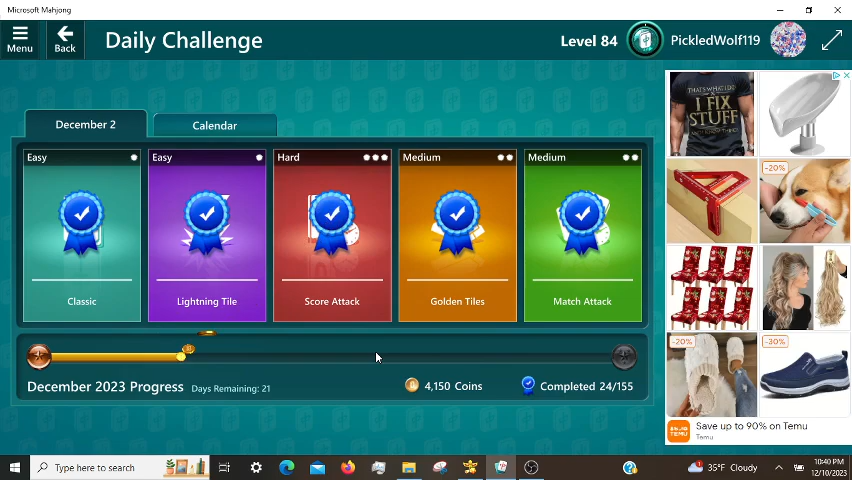 Microsoft Mahjong
Menu
Back
Daily Challenge
Level 84
PickledWolf119
December 2
Calendar
Easy
Easy
Hard
Medium
Medium
Classic
Lightning Tile
Score Attack
Golden Tiles
Match Attack
December 2023 Progress
Days Remaining: 21
4,150 Coins
Completed 24/155
THAT'S WHAT I DO
I FIX
STUFF
-20%
-20%
-30%
Save up to 90% on Temu
Temu
Type here to search
35°F Cloudy
10:40 PM
12/10/2023